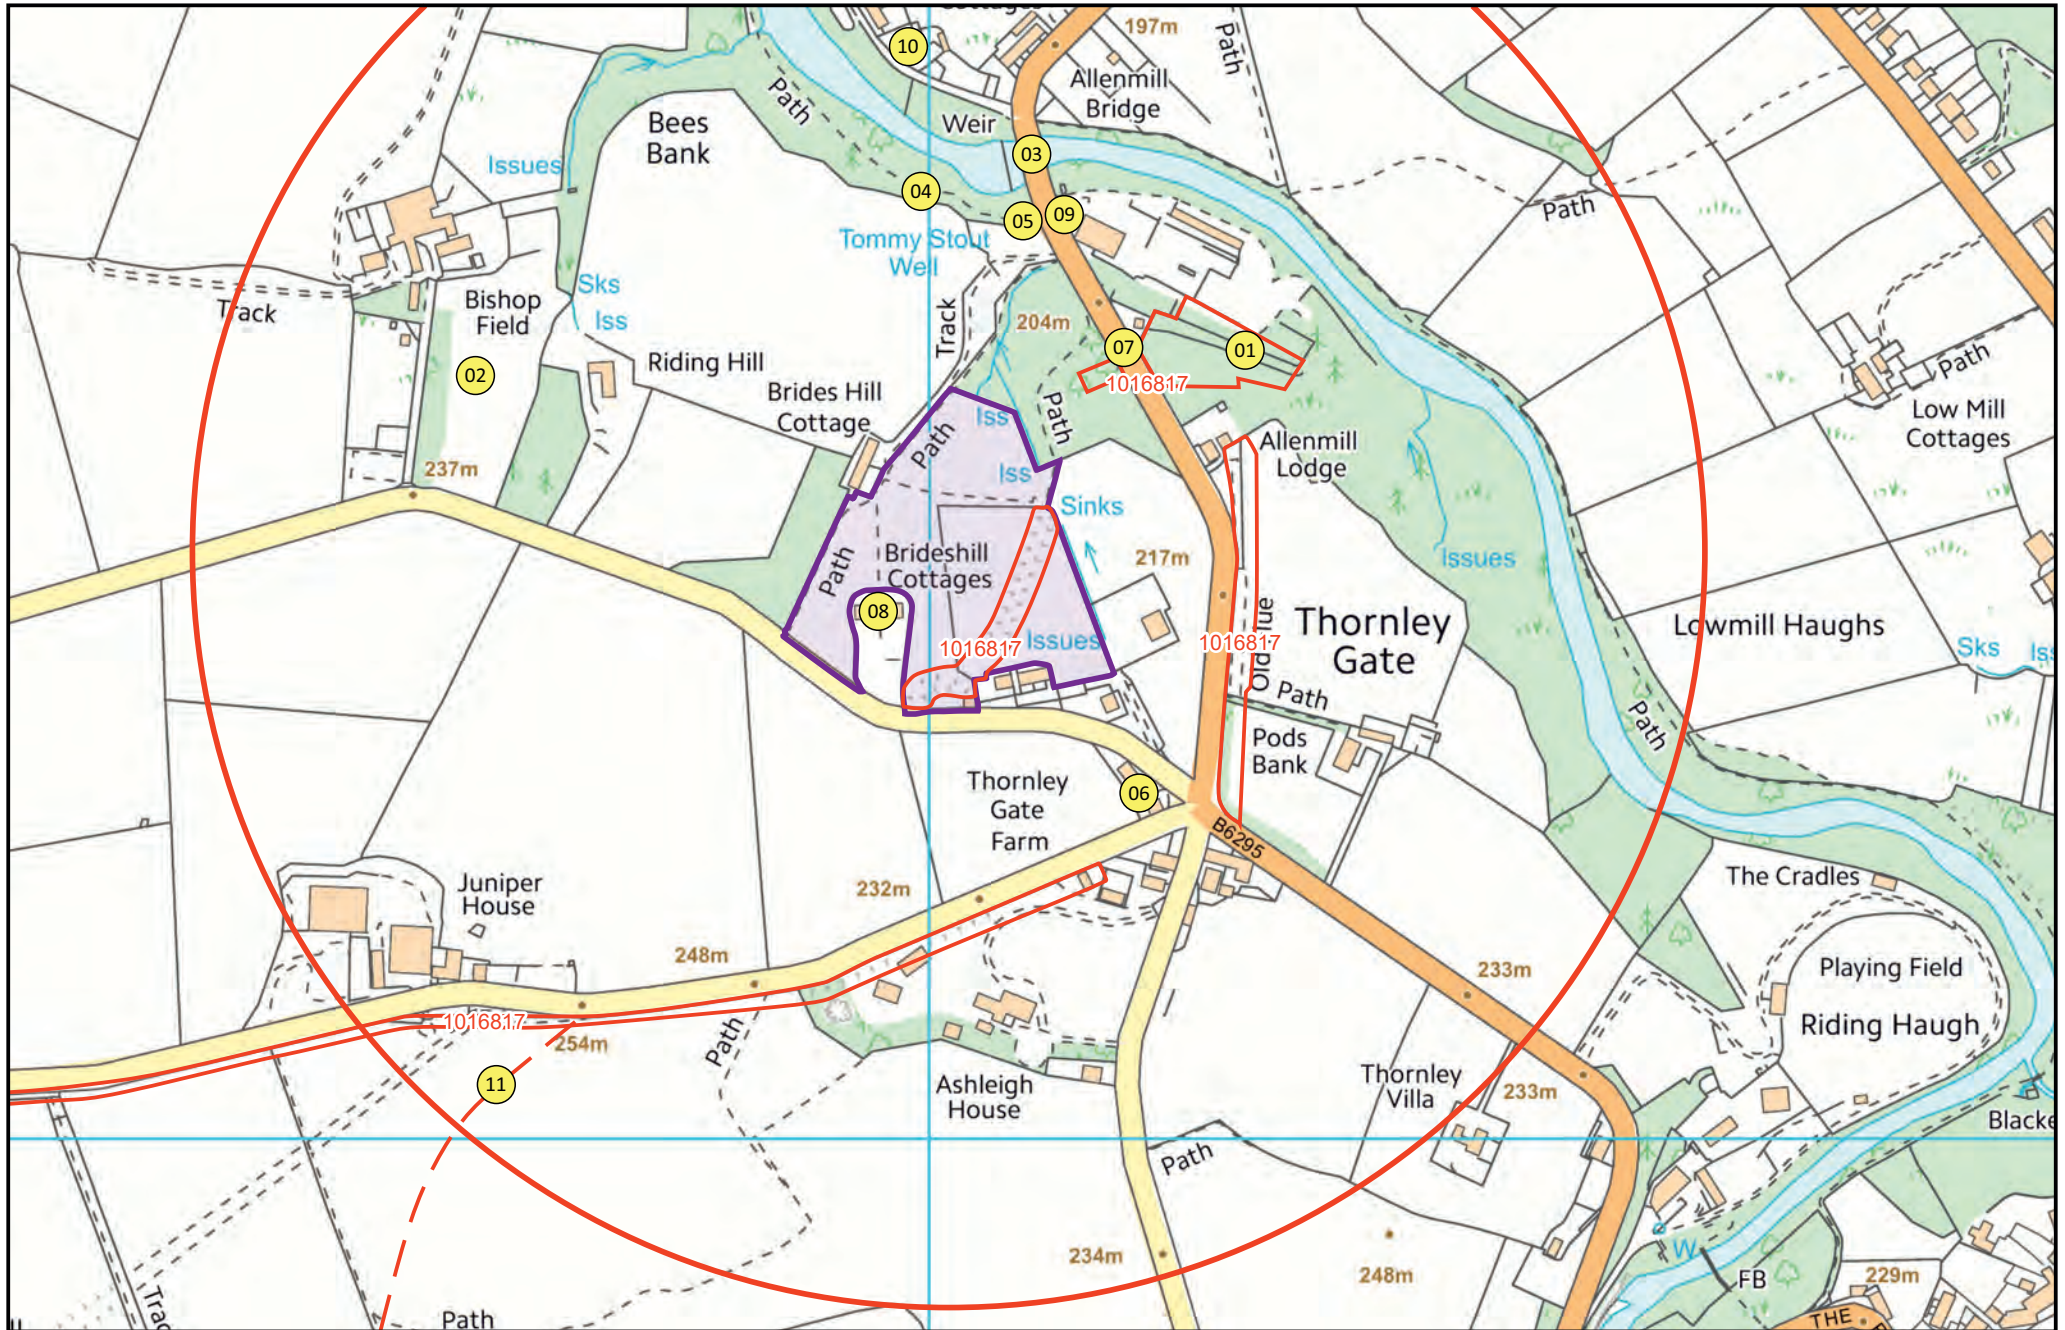 Cottages
197m
Path
10
Allenmill
Bridge
Path
Weir
Bees
Bank
03
Issues
04
05
09
Path
Tommy Stout
Well
Sks
Iss
Bishop
Field
Track
Track
204m
07
01
Riding Hill
02
1016817
Path
Brides Hill
Cottage
Iss
Path
Path
Low Mill
Cottages
Allenmill
Lodge
237m
Iss
Sinks
217m
Issues
Brideshill
Cottages
Path
08
Thornley
Gate
Lowmill Haughs
Old Flue
Issues
1016817
1016817
Sks
Iss
Path
Path
Pods
Bank
Thornley
Gate
Farm
06
B6295
232m
The Cradles
Juniper
House
248m
233m
Playing Field
1016817
254m
Path
Riding Haugh
11
Ashleigh
House
Thornley
Villa
233m
Blacke
Path
234m
248m
W
FB
229m
Trac
Path
THE